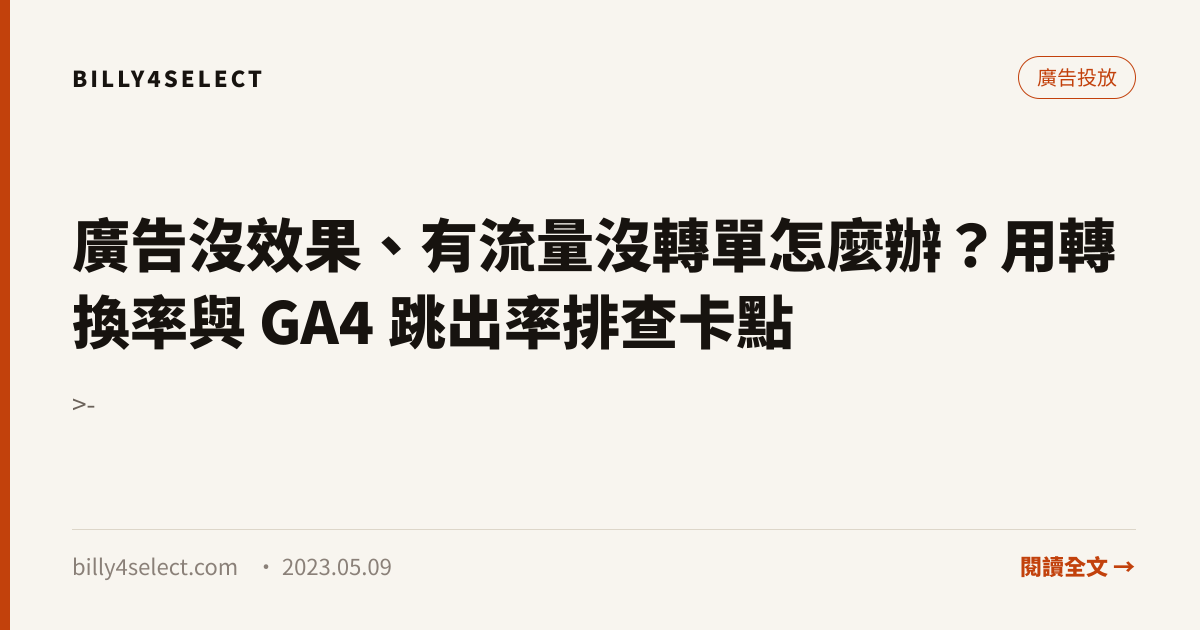 BILLY4SELECT
廣告投放
廣告沒效果、有流量沒轉單怎麼辦？用轉
換率與 GA4 跳出率排查卡點
>-
billy4select.com • 2023.05.09
閱讀全文 →